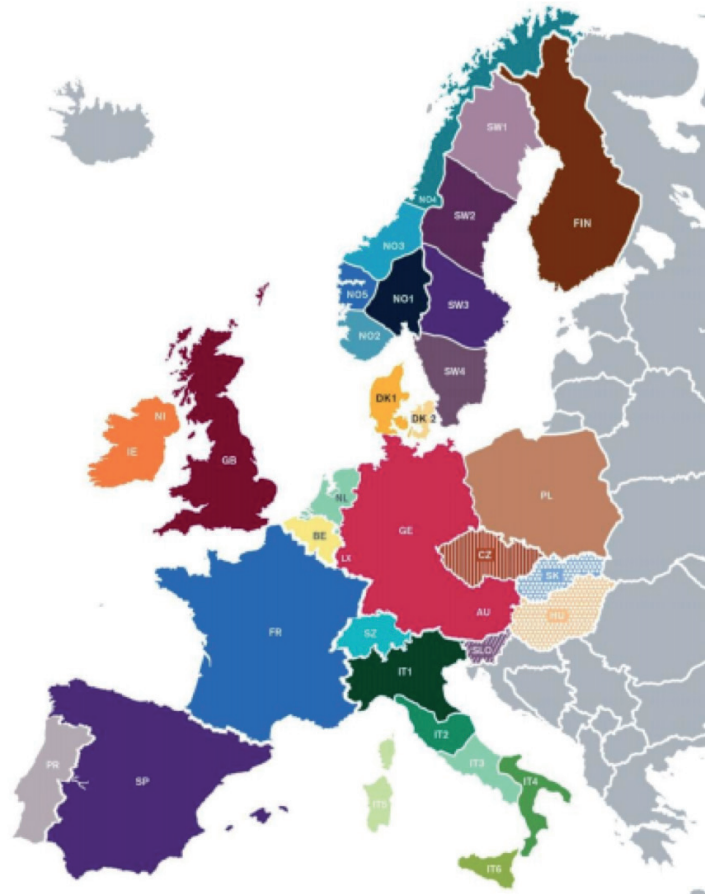 SW1
NO4
SW2
FIN
NO3
NO5
NO1
SW3
NO2
SW4
DK1
DK 2
NI
IE
GB
NL
PL
BE
GE
CZ
LX
SK
HU
AU
FR
SZ
SLO
IT1
IT2
IT3
PR
SP
IT4
IT5
IT6